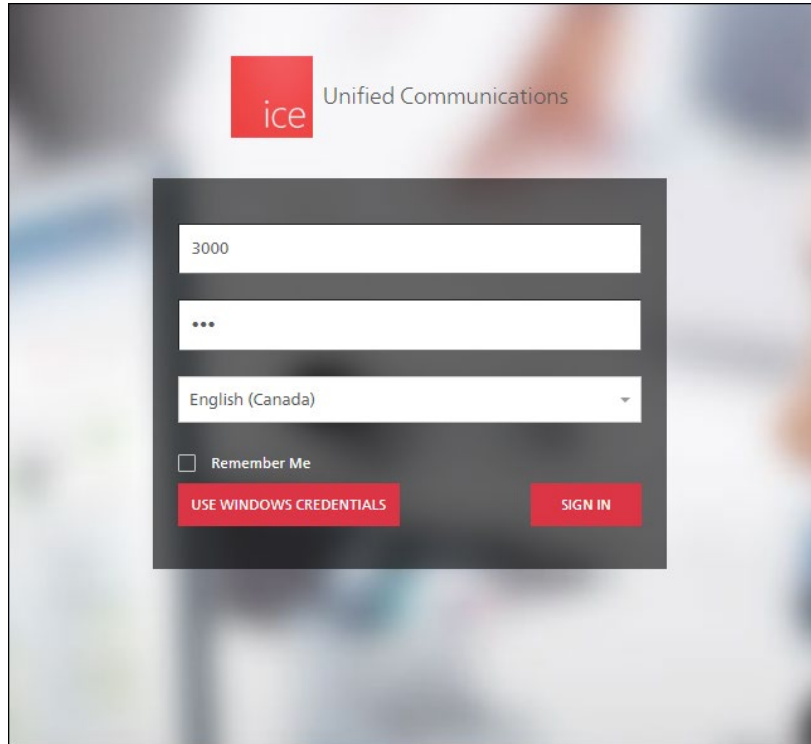 ice
Unified Communications
3000
•••
English (Canada)
Remember Me
USE WINDOWS CREDENTIALS
SIGN IN